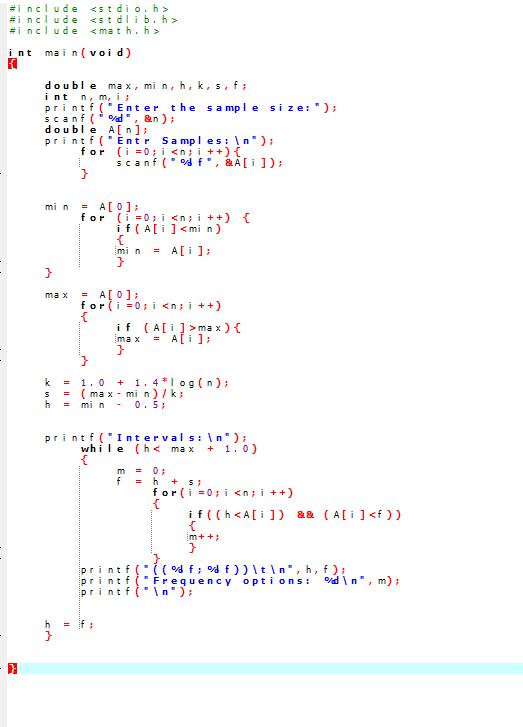 #include <stdio.h>
#include <stdlib.h>
#include <math.h>
int main(void)
{
double max,min,h,k,s,f;
int n,m,i;
printf("Enter the sample size:");
scanf("%d",&n);
double A[n];
printf("Entr Samples:\n");
for (i=0;i<n;i++){
scanf("%lf",&A[i]);
}
min = A[0];
for (i=0;i<n;i++) {
if(A[i]<min)
{
min = A[i];
}
}
max = A[0];
for(i=0;i<n;i++)
{
if (A[i]>max){
max = A[i];
}
}
k = 1.0 + 1.4*log(n);
s = (max-min)/k;
h = min - 0.5;
printf("Intervals:\n");
while (h< max + 1.0)
{
m = 0;
f = h + s;
for(i=0;i<n;i++)
{
if((h<A[i]) && (A[i]<f))
{
m++;
}
}
printf("((%lf;%lf))\t\n",h,f);
printf("Frequency options: %d\n",m);
printf("\n");
h = f;
}
}